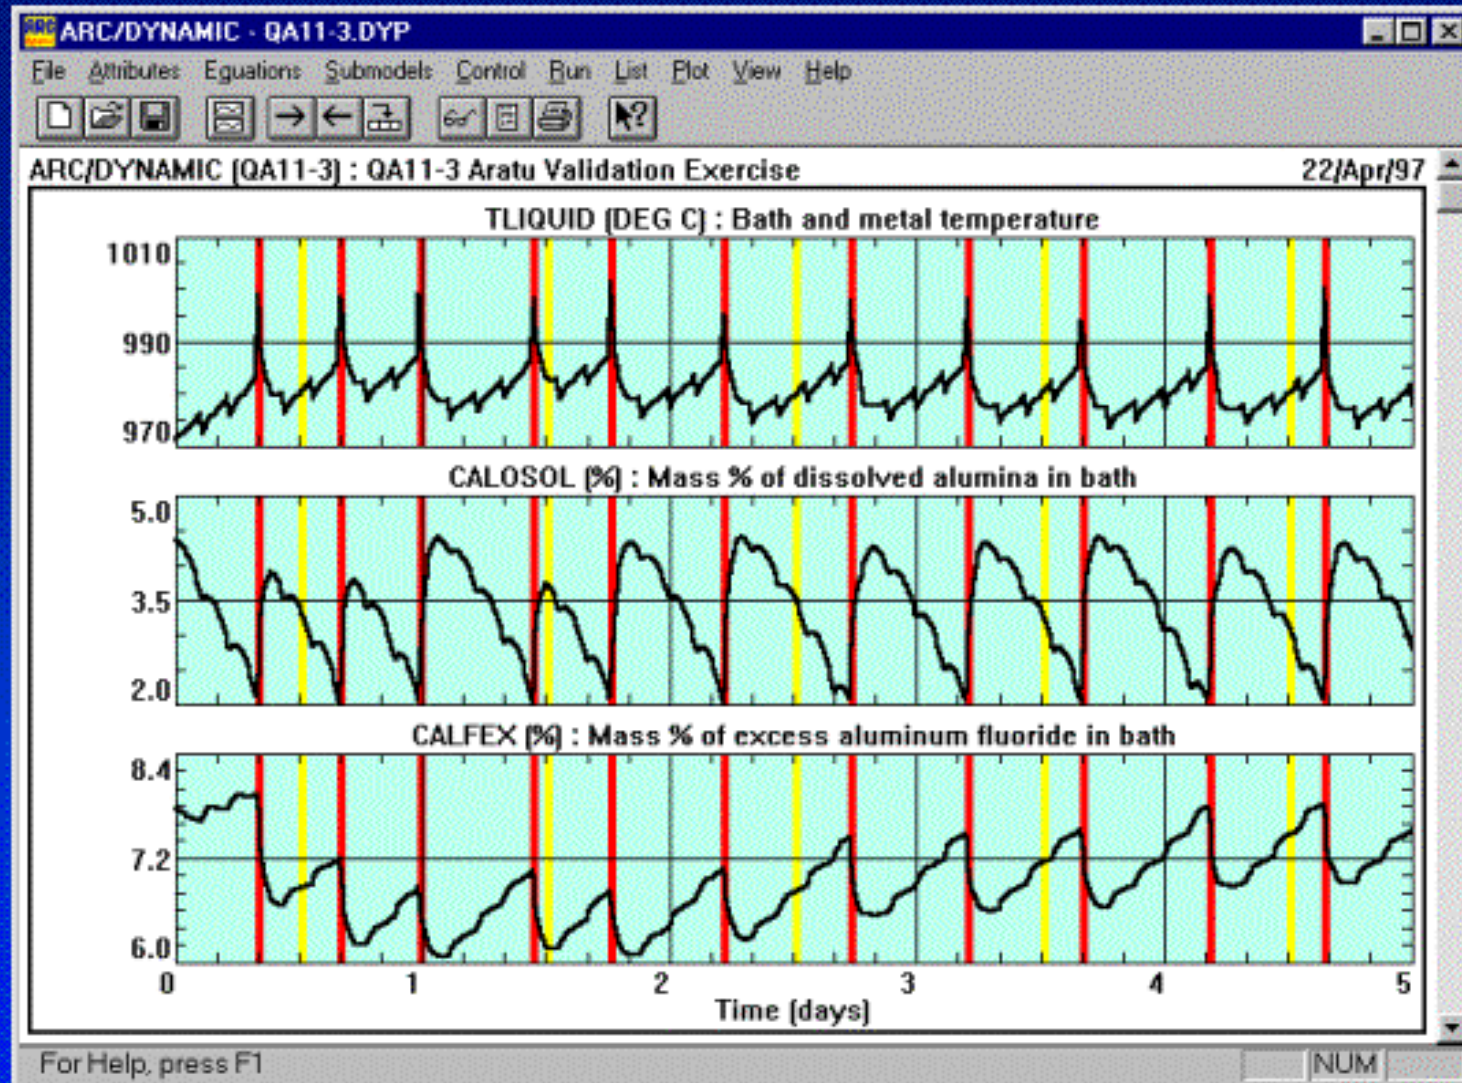 ARC/DYNAMIC - QA11-3.DYP
File Attributes Equations Submodels Control Run List Plot View Help
ARC/DYNAMIC (QA11-3) : QA11-3 Aratu Validation Exercise 22/Apr/97
TLIQUID (DEG C) : Bath and metal temperature
1010
990
970
CALOSOL (%) : Mass % of dissolved alumina in bath
5.0
3.5
2.0
CALFEX (%) : Mass % of excess aluminum fluoride in bath
8.4
7.2
6.0
0 1 2 3 4 5
Time (days)
For Help, press F1 NUM